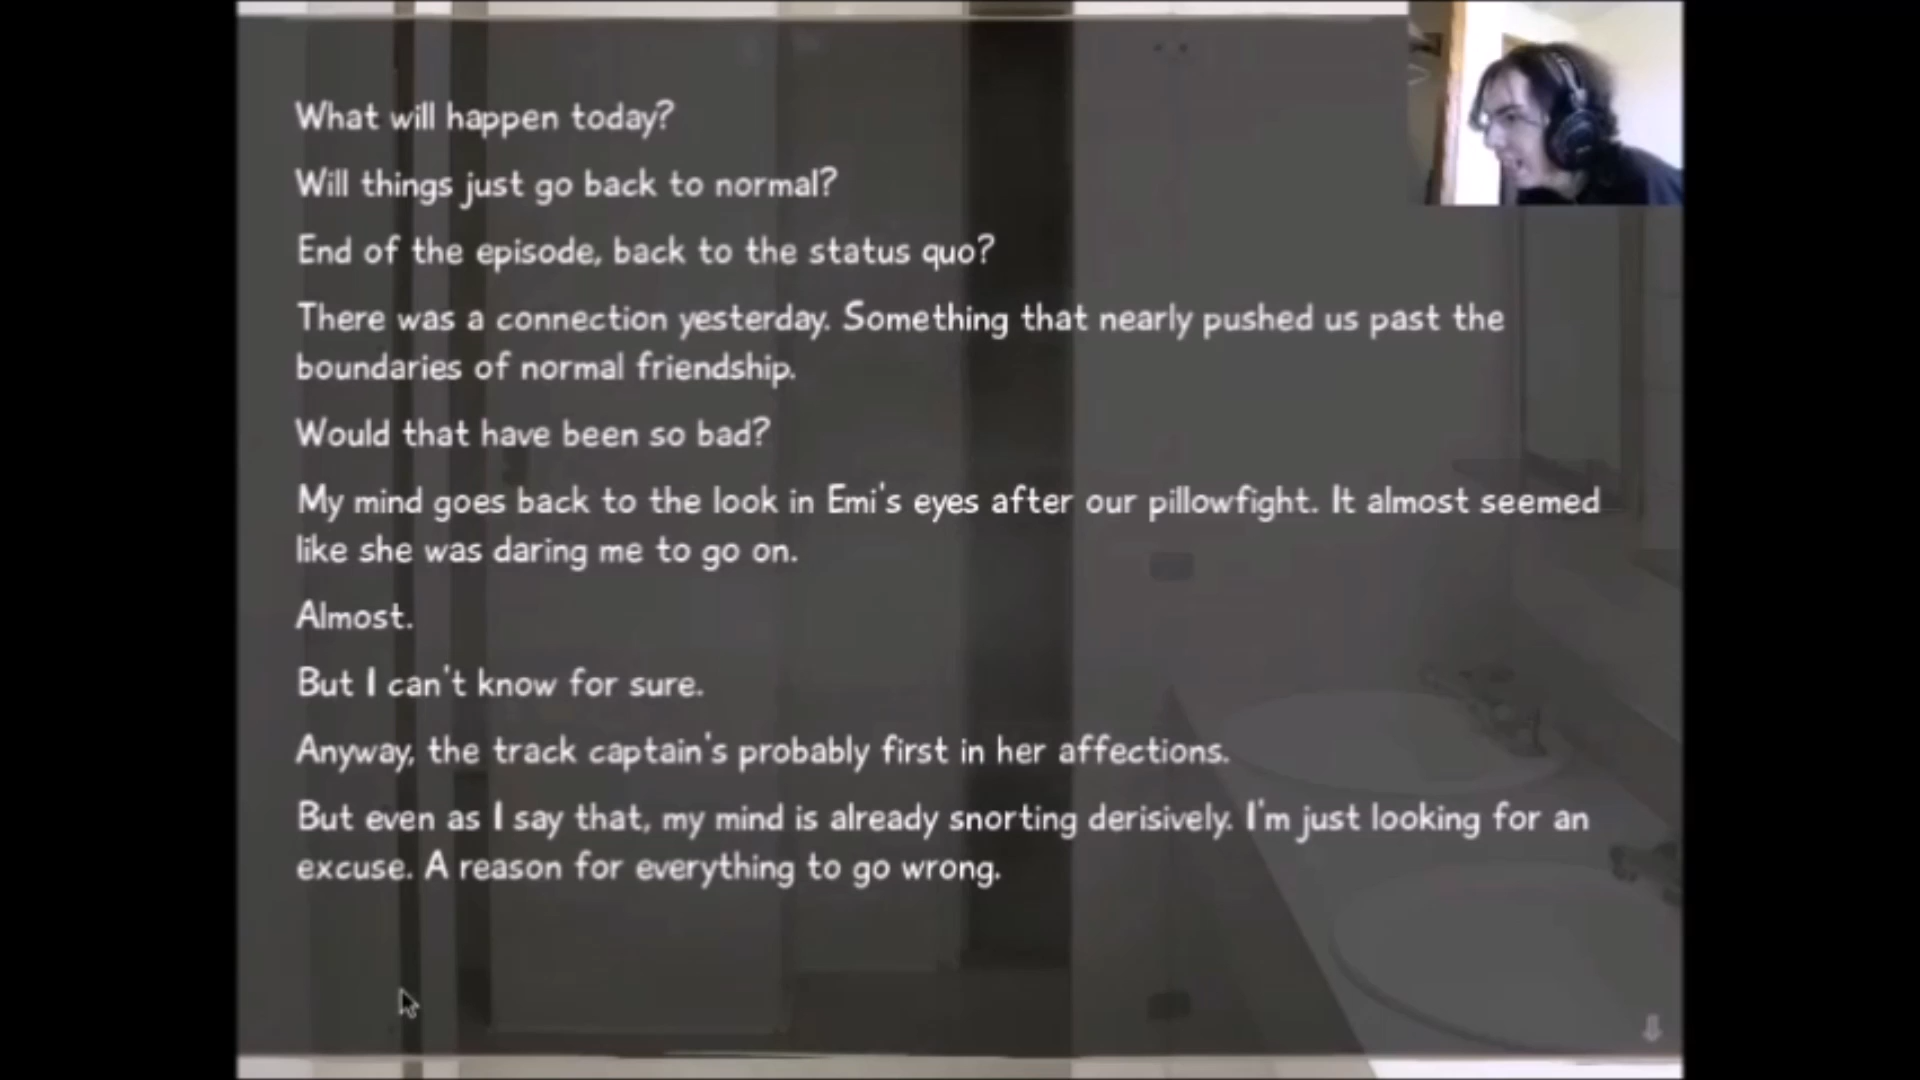 What will happen today?
Will things just go back to normal?
End of the episode, back to the status quo?
There was a connection yesterday. Something that nearly pushed us past the
boundaries of normal friendship.
Would that have been so bad?
My mind goes back to the look in Emi's eyes after our pillowfight. It almost seemed
like she was daring me to go on.
Almost.
But I can't know for sure.
Anyway, the track captain's probably first in her affections.
But even as I say that, my mind is already snorting derisively. I'm just looking for an
excuse. A reason for everything to go wrong.